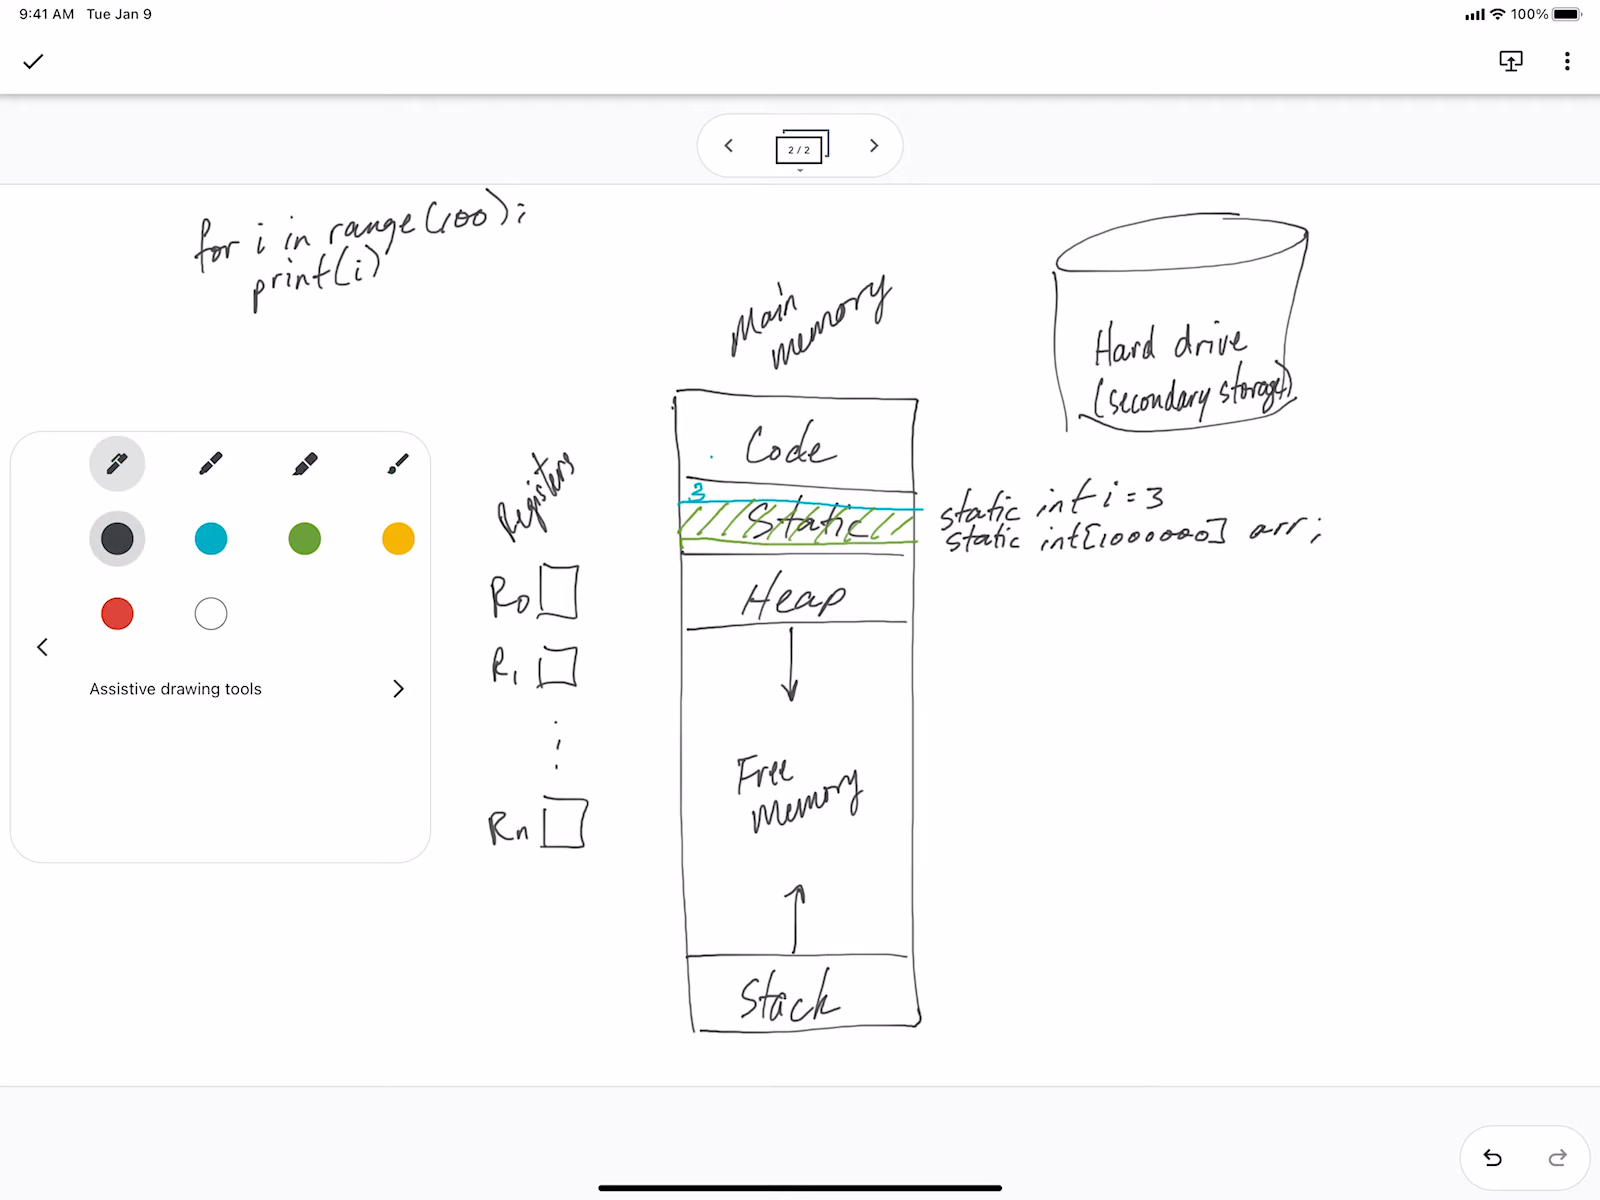 9:41 AM Tue Jan 9
100%
2 / 2
for i in range(100):
print(i)
Main
memory
Hard drive
(secondary storage)
Code
3
Static
static int i = 3
static int[1000000] arr;
Heap
Registers
R0
R1
Rn
Free
Memory
Stack
Assistive drawing tools